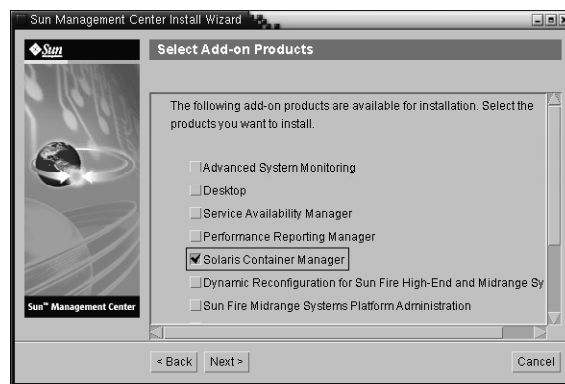 Sun Management Center Install Wizard
Sun
Select Add-on Products
The following add-on products are available for installation. Select the
products you want to install.
Advanced System Monitoring
Desktop
Service Availability Manager
Performance Reporting Manager
Solaris Container Manager
Dynamic Reconfiguration for Sun Fire High-End and Midrange Sy
Sun Fire Midrange Systems Platform Administration
Sun™ Management Center
< Back
Next >
Cancel